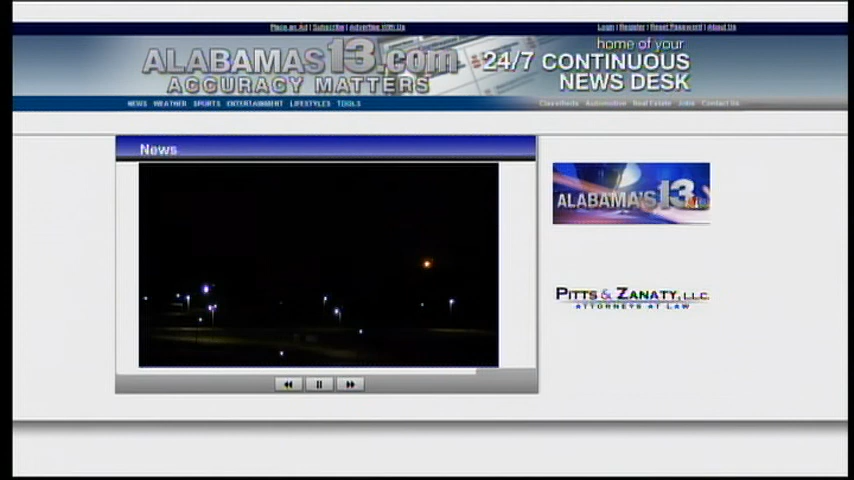 Place an Ad | Subscribe | Advertise With Us
Login | Register | Reset Password | About Us
ALABAMAS13.com
ACCURACY MATTERS
home of your
24/7 CONTINUOUS
NEWS DESK
NEWS WEATHER SPORTS ENTERTAINMENT LIFESTYLES TOOLS
Classifieds Automotive Real Estate Jobs Contact Us
News
ALABAMA'S 13
PITTS & ZANATY, LLC.
ATTORNEYS AT LAW